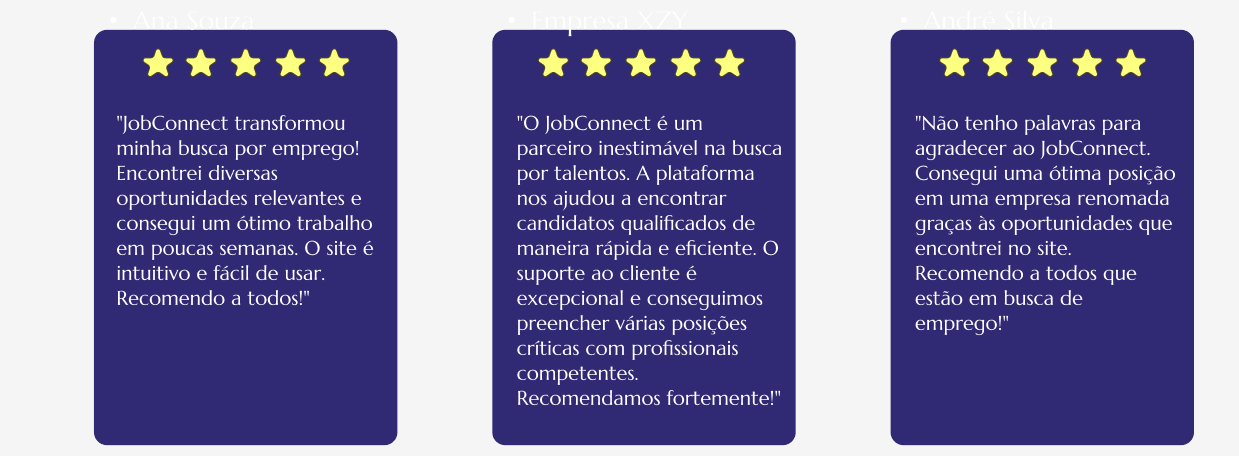 • Ana Souza
"JobConnect transformou
minha busca por emprego!
Encontrei diversas
oportunidades relevantes e
consegui um ótimo trabalho
em poucas semanas. O site é
intuitivo e fácil de usar.
Recomendo a todos!"
• Empresa XZY
"O JobConnect é um
parceiro inestimável na busca
por talentos. A plataforma
nos ajudou a encontrar
candidatos qualificados de
maneira rápida e eficiente. O
suporte ao cliente é
excepcional e conseguimos
preencher várias posições
críticas com profissionais
competentes.
Recomendamos fortemente!"
• André Silva
"Não tenho palavras para
agradecer ao JobConnect.
Consegui uma ótima posição
em uma empresa renomada
graças às oportunidades que
encontrei no site.
Recomendo a todos que
estão em busca de
emprego!"